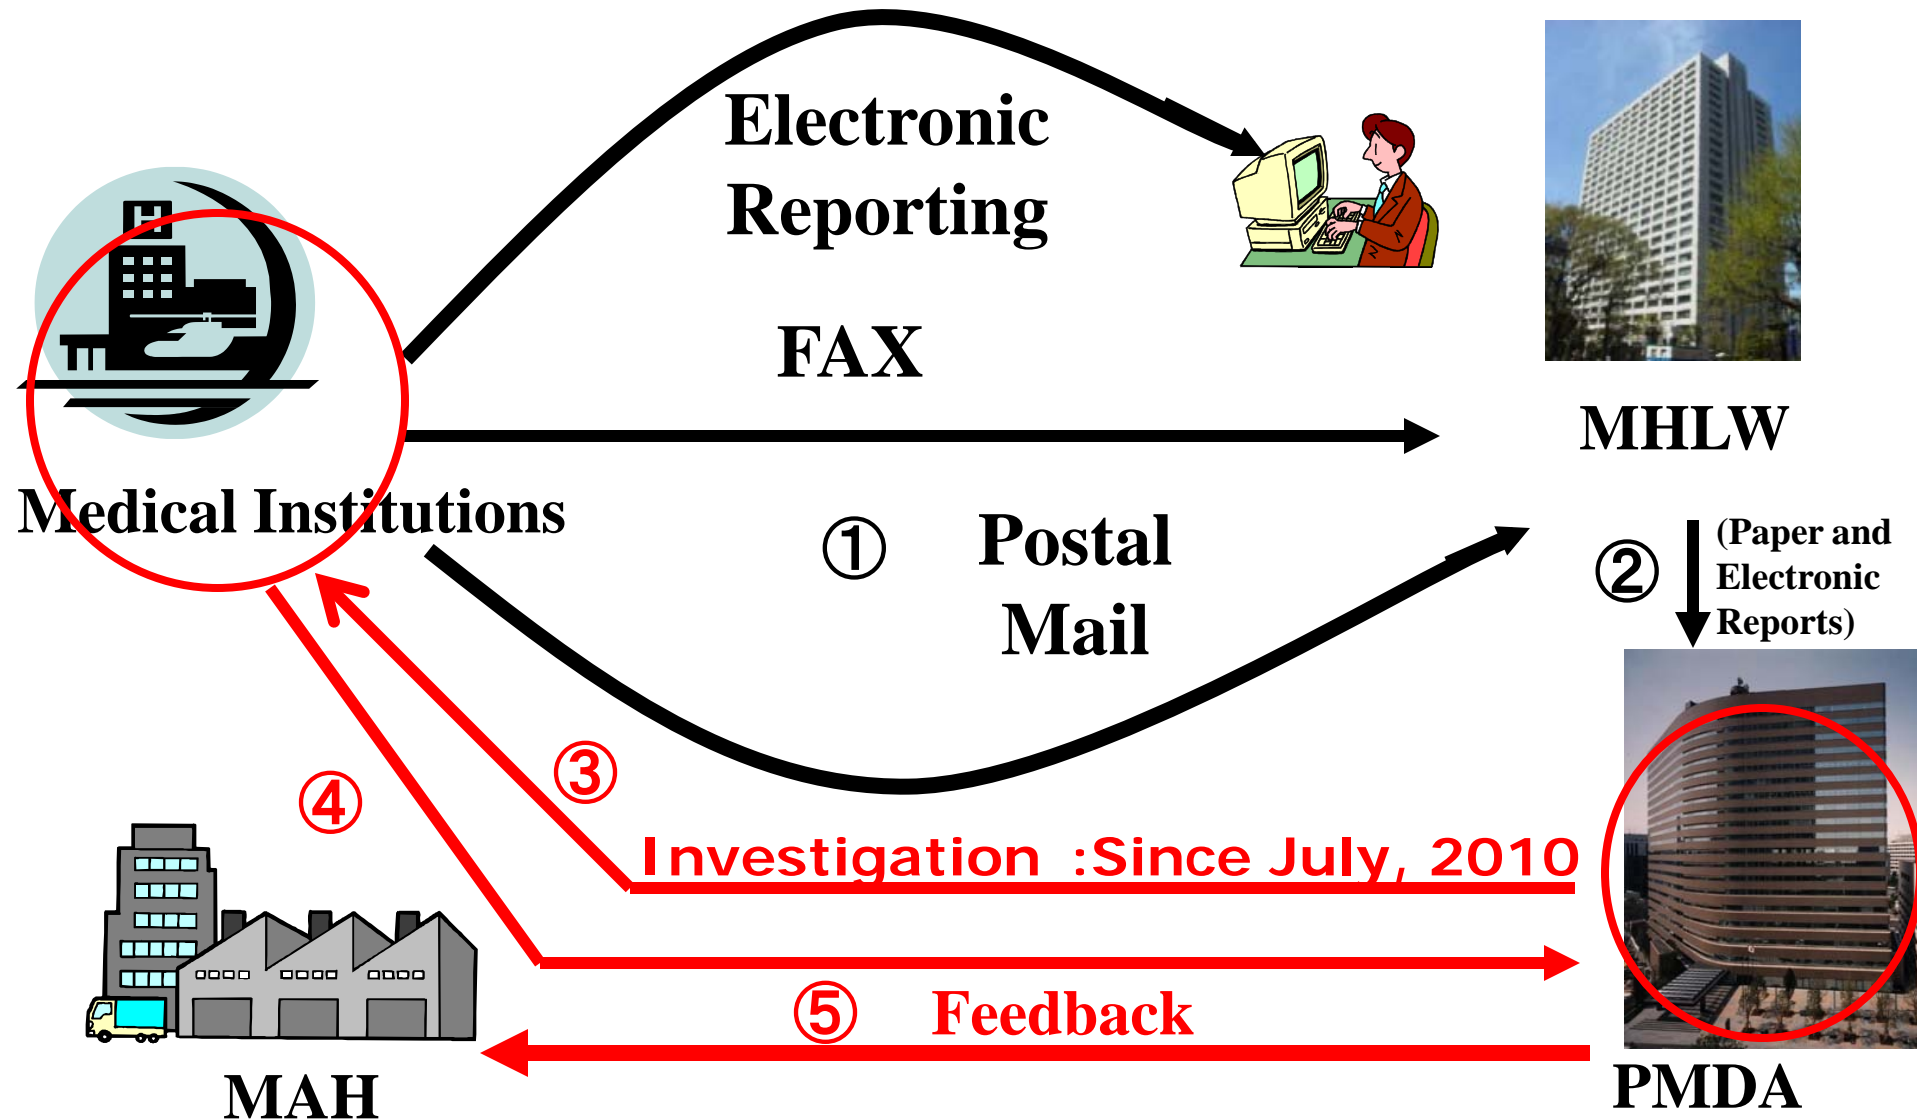 Electronic
Reporting
H
FAX
MHLW
Medical Institutions
①
Postal
Mail
②
(Paper and
Electronic
Reports)
③
④
Investigation :Since July, 2010
⑤ Feedback
MAH
PMDA